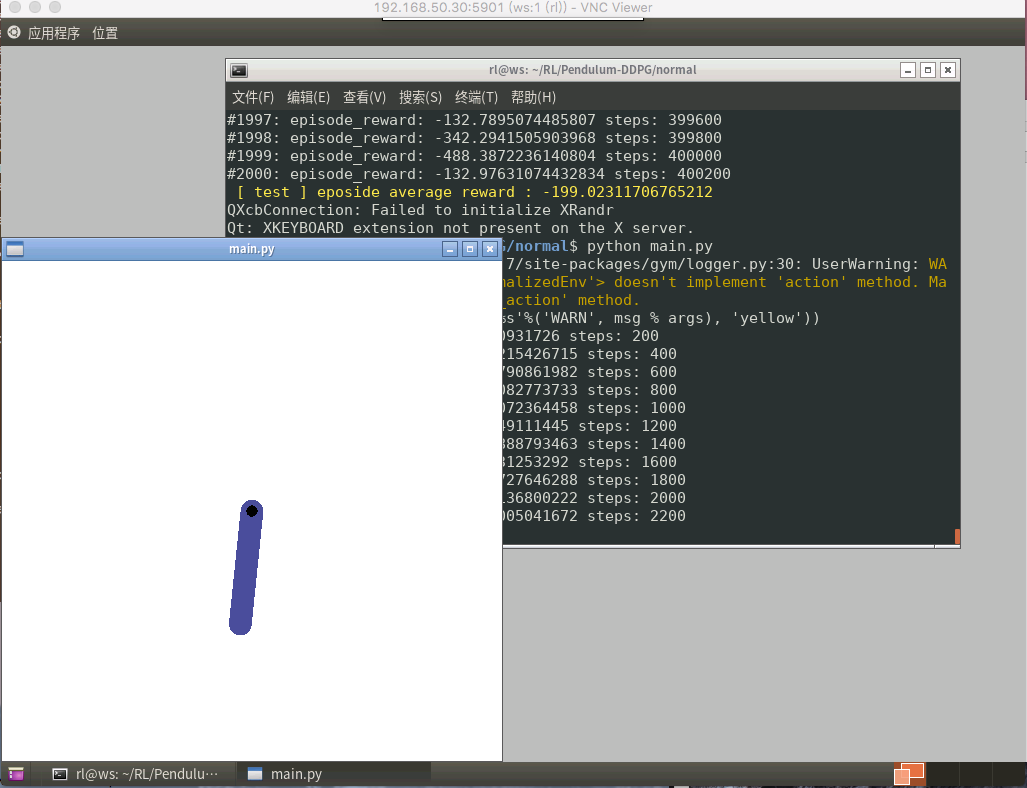 192.168.50.30:5901 (ws:1 (rl)) - VNC Viewer
应用程序 位置
rl@ws: ~/RL/Pendulum-DDPG/normal
文件(F) 编辑(E) 查看(V) 搜索(S) 终端(T) 帮助(H)
#1997: episode_reward: -132.7895074485807 steps: 399600
#1998: episode_reward: -342.2941505903968 steps: 399800
#1999: episode_reward: -488.3872236140804 steps: 400000
#2000: episode_reward: -132.97631074432834 steps: 400200
[ test ] eposide average reward : -199.02311706765212
QXcbConnection: Failed to initialize XRandr
Qt: XKEYBOARD extension not present on the X server.
main.py
G/normal$ python main.py
7/site-packages/gym/logger.py:30: UserWarning: WA
malizedEnv'> doesn't implement 'action' method. Ma
_action' method.
%s'%('WARN', msg % args), 'yellow'))
0931726 steps: 200
215426715 steps: 400
790861982 steps: 600
082773733 steps: 800
072364458 steps: 1000
49111445 steps: 1200
388793463 steps: 1400
31253292 steps: 1600
727646288 steps: 1800
136800222 steps: 2000
005041672 steps: 2200
rl@ws: ~/RL/Pendulu···
main.py